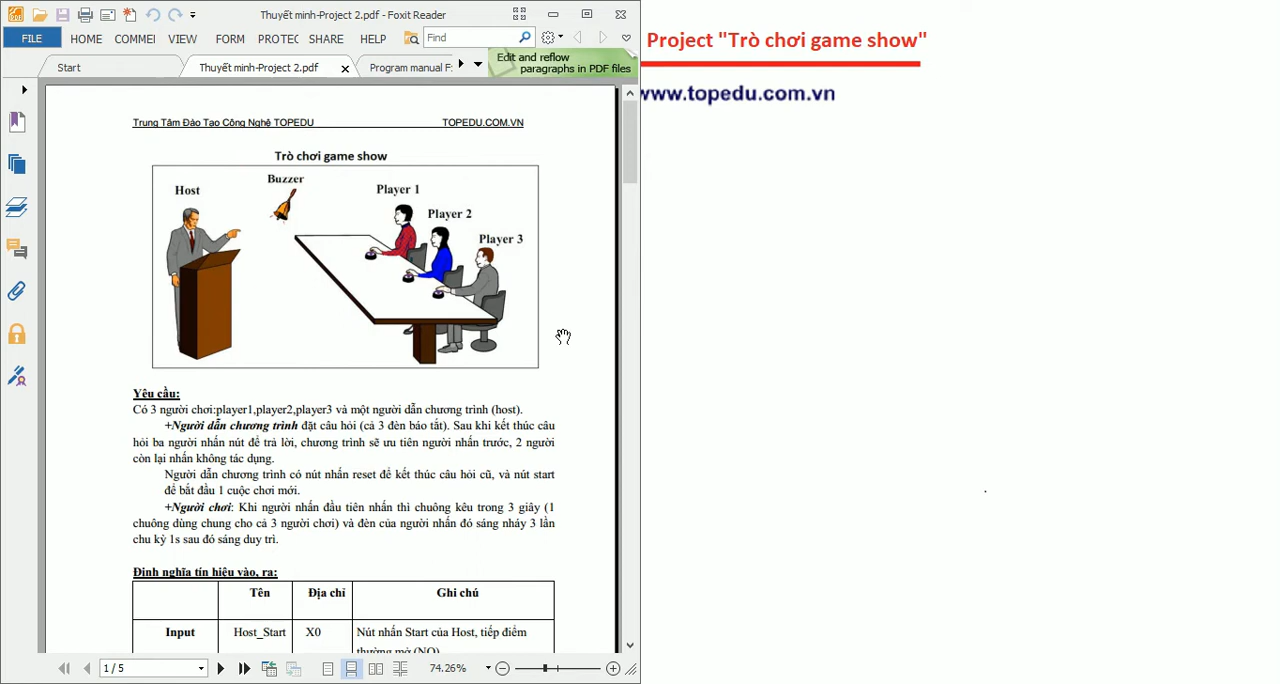 Thuyết minh-Project 2.pdf - Foxit Reader
FILE HOME COMMEI VIEW FORM PROTEC SHARE HELP Find
Start Thuyết minh-Project 2.pdf Program manual F: Edit and reflow
paragraphs in PDF files
Project "Trò chơi game show"
www.topedu.com.vn
Trung Tâm Đào Tạo Công Nghệ TOPEDU TOPEDU.COM.VN
Trò chơi game show
Host
Buzzer
Player 1
Player 2
Player 3
Yêu cầu:
Có 3 người chơi:player1,player2,player3 và một người dẫn chương trình (host).
+Người dẫn chương trình đặt câu hỏi (cả 3 đèn báo tắt). Sau khi kết thúc câu
hỏi ba người nhấn nút để trả lời, chương trình sẽ ưu tiên người nhấn trước, 2 người
còn lại nhấn không tác dụng.
Người dẫn chương trình có nút nhấn reset để kết thúc câu hỏi cũ, và nút start
để bắt đầu 1 cuộc chơi mới.
+Người chơi: Khi người nhấn đầu tiên nhấn thì chuông kêu trong 3 giây (1
chuông dùng chung cho cả 3 người chơi) và đèn của người nhấn đó sáng nháy 3 lần
chu kỳ 1s sau đó sáng duy trì.
Định nghĩa tín hiệu vào, ra:
Tên Địa chỉ Ghi chú
Input Host_Start X0 Nút nhấn Start của Host, tiếp điểm
thường mở (NO)
1 / 5 74.26%